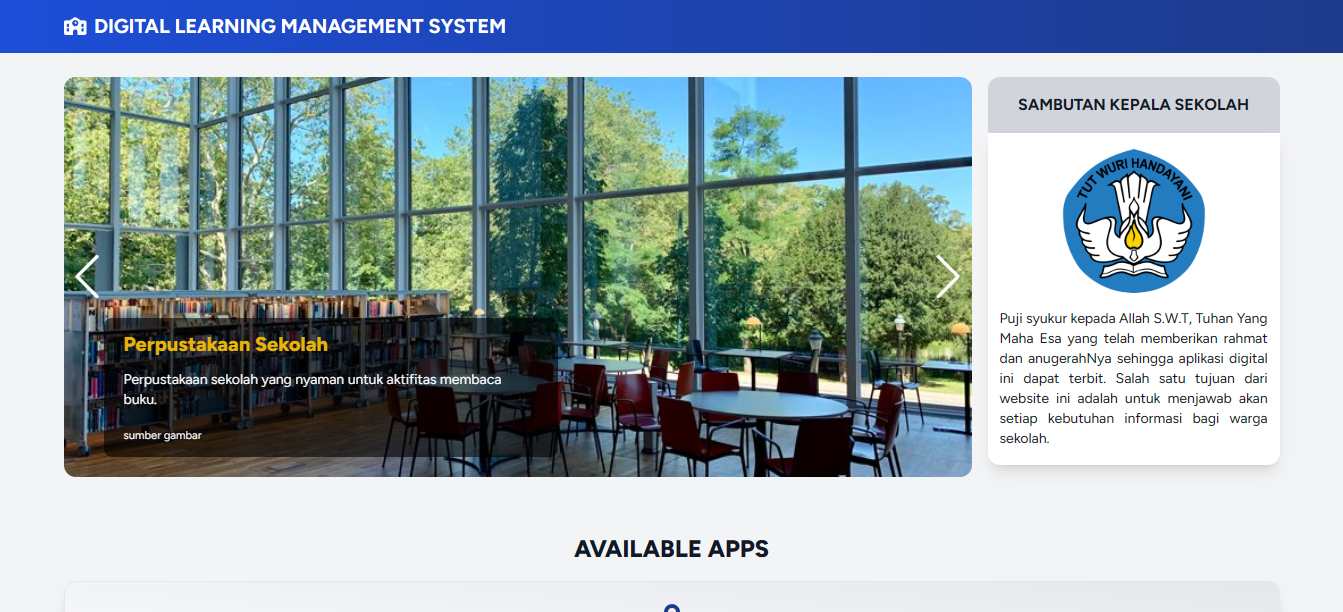 DIGITAL LEARNING MANAGEMENT SYSTEM
Perpustakaan Sekolah
Perpustakaan sekolah yang nyaman untuk aktifitas membaca
buku.
sumber gambar
SAMBUTAN KEPALA SEKOLAH
TUT WURI HANDAYANI
Puji syukur kepada Allah S.W.T, Tuhan Yang
Maha Esa yang telah memberikan rahmat
dan anugerahNya sehingga aplikasi digital
ini dapat terbit. Salah satu tujuan dari
website ini adalah untuk menjawab akan
setiap kebutuhan informasi bagi warga
sekolah.
AVAILABLE APPS